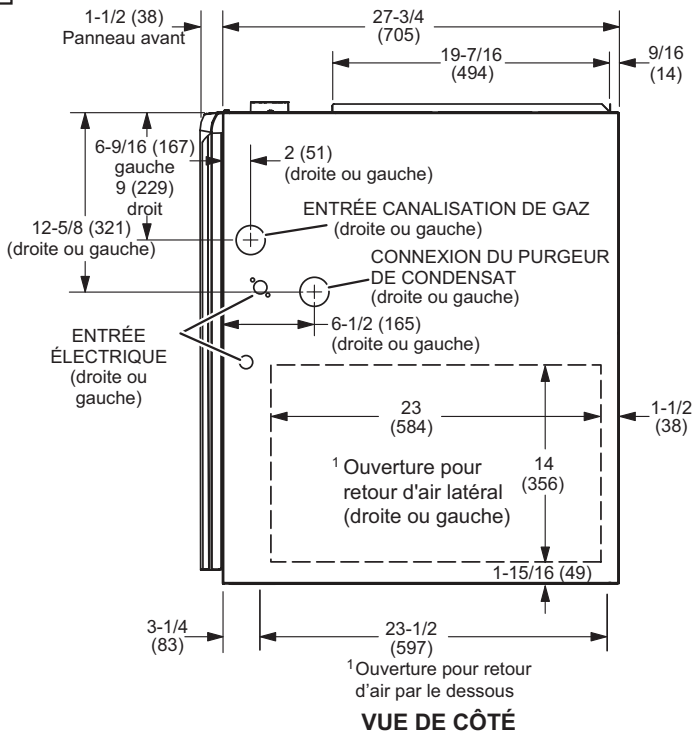 1-1/2 (38)
Panneau avant
27-3/4
(705)
19-7/16
(494)
9/16
(14)
6-9/16 (167)
gauche
9 (229)
droit
2 (51)
(droite ou gauche)
12-5/8 (321)
(droite ou gauche)
ENTRÉE CANALISATION DE GAZ
(droite ou gauche)
CONNEXION DU PURGEUR
DE CONDENSAT
(droite ou gauche)
6-1/2 (165)
(droite ou gauche)
ENTRÉE
ÉLECTRIQUE
(droite ou
gauche)
23
(584)
1-1/2
(38)
1 Ouverture pour
retour d'air latéral
(droite ou gauche)
14
(356)
1-15/16 (49)
3-1/4
(83)
23-1/2
(597)
1 Ouverture pour retour
d'air par le dessous
VUE DE CÔTÉ